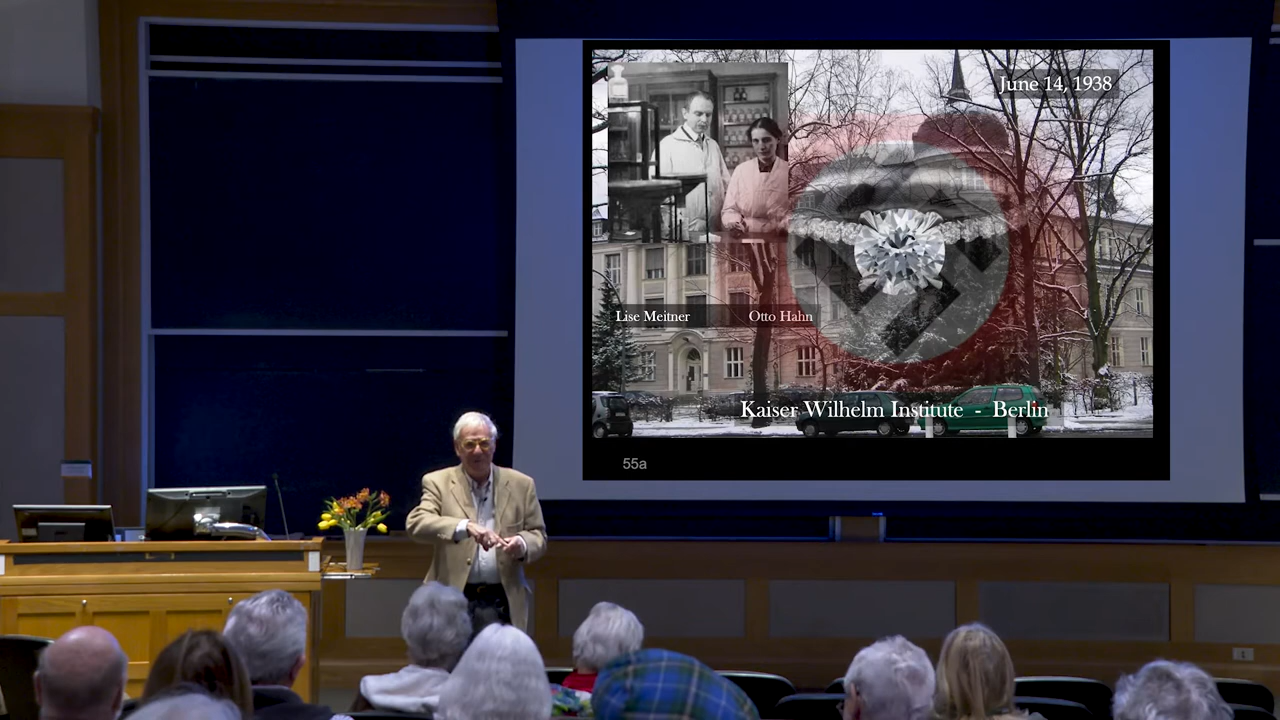 June 14, 1938
Lise Meitner
Otto Hahn
Kaiser Wilhelm Institute - Berlin
55a